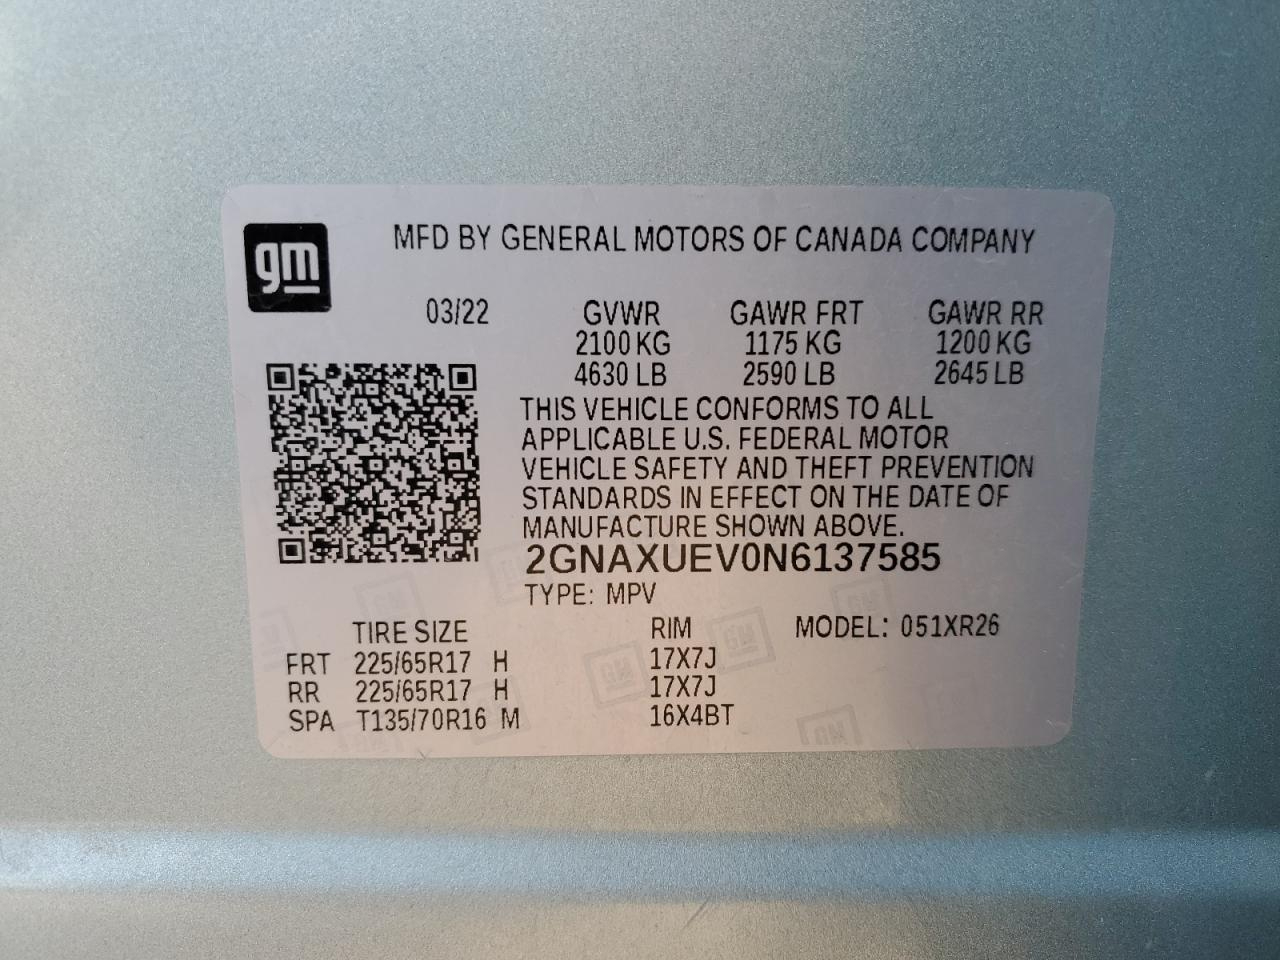 gm
MFD BY GENERAL MOTORS OF CANADA COMPANY
03/22 GVWR GAWR FRT GAWR RR
2100 KG 1175 KG 1200 KG
4630 LB 2590 LB 2645 LB
THIS VEHICLE CONFORMS TO ALL
APPLICABLE U.S. FEDERAL MOTOR
VEHICLE SAFETY AND THEFT PREVENTION
STANDARDS IN EFFECT ON THE DATE OF
MANUFACTURE SHOWN ABOVE.
2GNAXUEV0N6137585
TYPE: MPV
TIRE SIZE RIM MODEL: 051XR26
FRT 225/65R17 H 17X7J
RR 225/65R17 H 17X7J
SPA T135/70R16 M 16X4BT